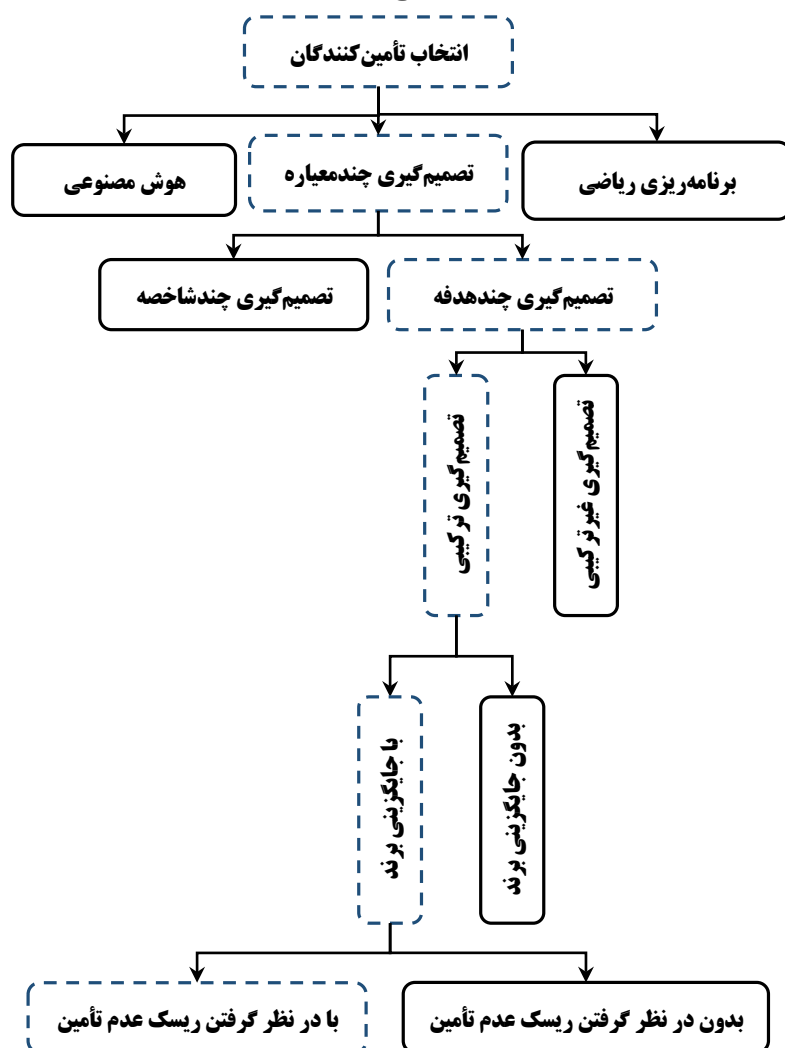 انتخاب تأمین‌کنندگان
برنامه‌ریزی ریاضی
تصمیم‌گیری چندمعیاره
هوش مصنوعی
تصمیم‌گیری چندهدفه
تصمیم‌گیری چندشاخصه
تصمیم‌گیری غیرترکیبی
تصمیم‌گیری ترکیبی
بدون جایگزینی برند
با جایگزینی برند
بدون در نظر گرفتن ریسک عدم تأمین
با در نظر گرفتن ریسک عدم تأمین